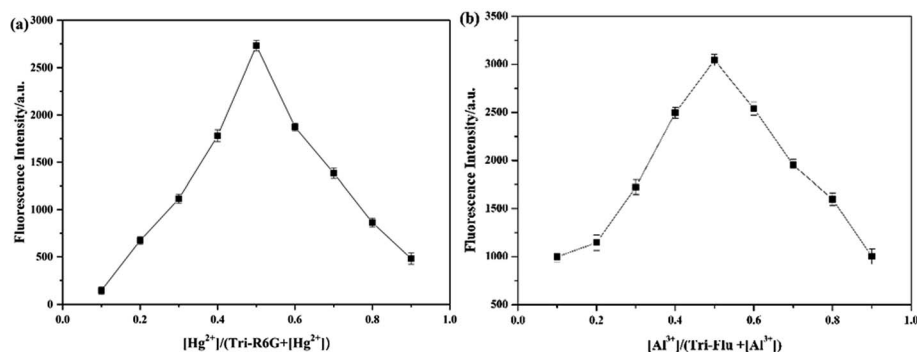 (a)
Fluorescence Intensity/a.u.
3000
2500
2000
1500
1000
500
0
0.0 0.2 0.4 0.6 0.8 1.0
[Hg²⁺]/(Tri-R6G+[Hg²⁺])
(b)
Fluorescence Intensity/a.u.
3500
3000
2500
2000
1500
1000
500
0.0 0.2 0.4 0.6 0.8 1.0
[Al³⁺]/(Tri-Flu +[Al³⁺])